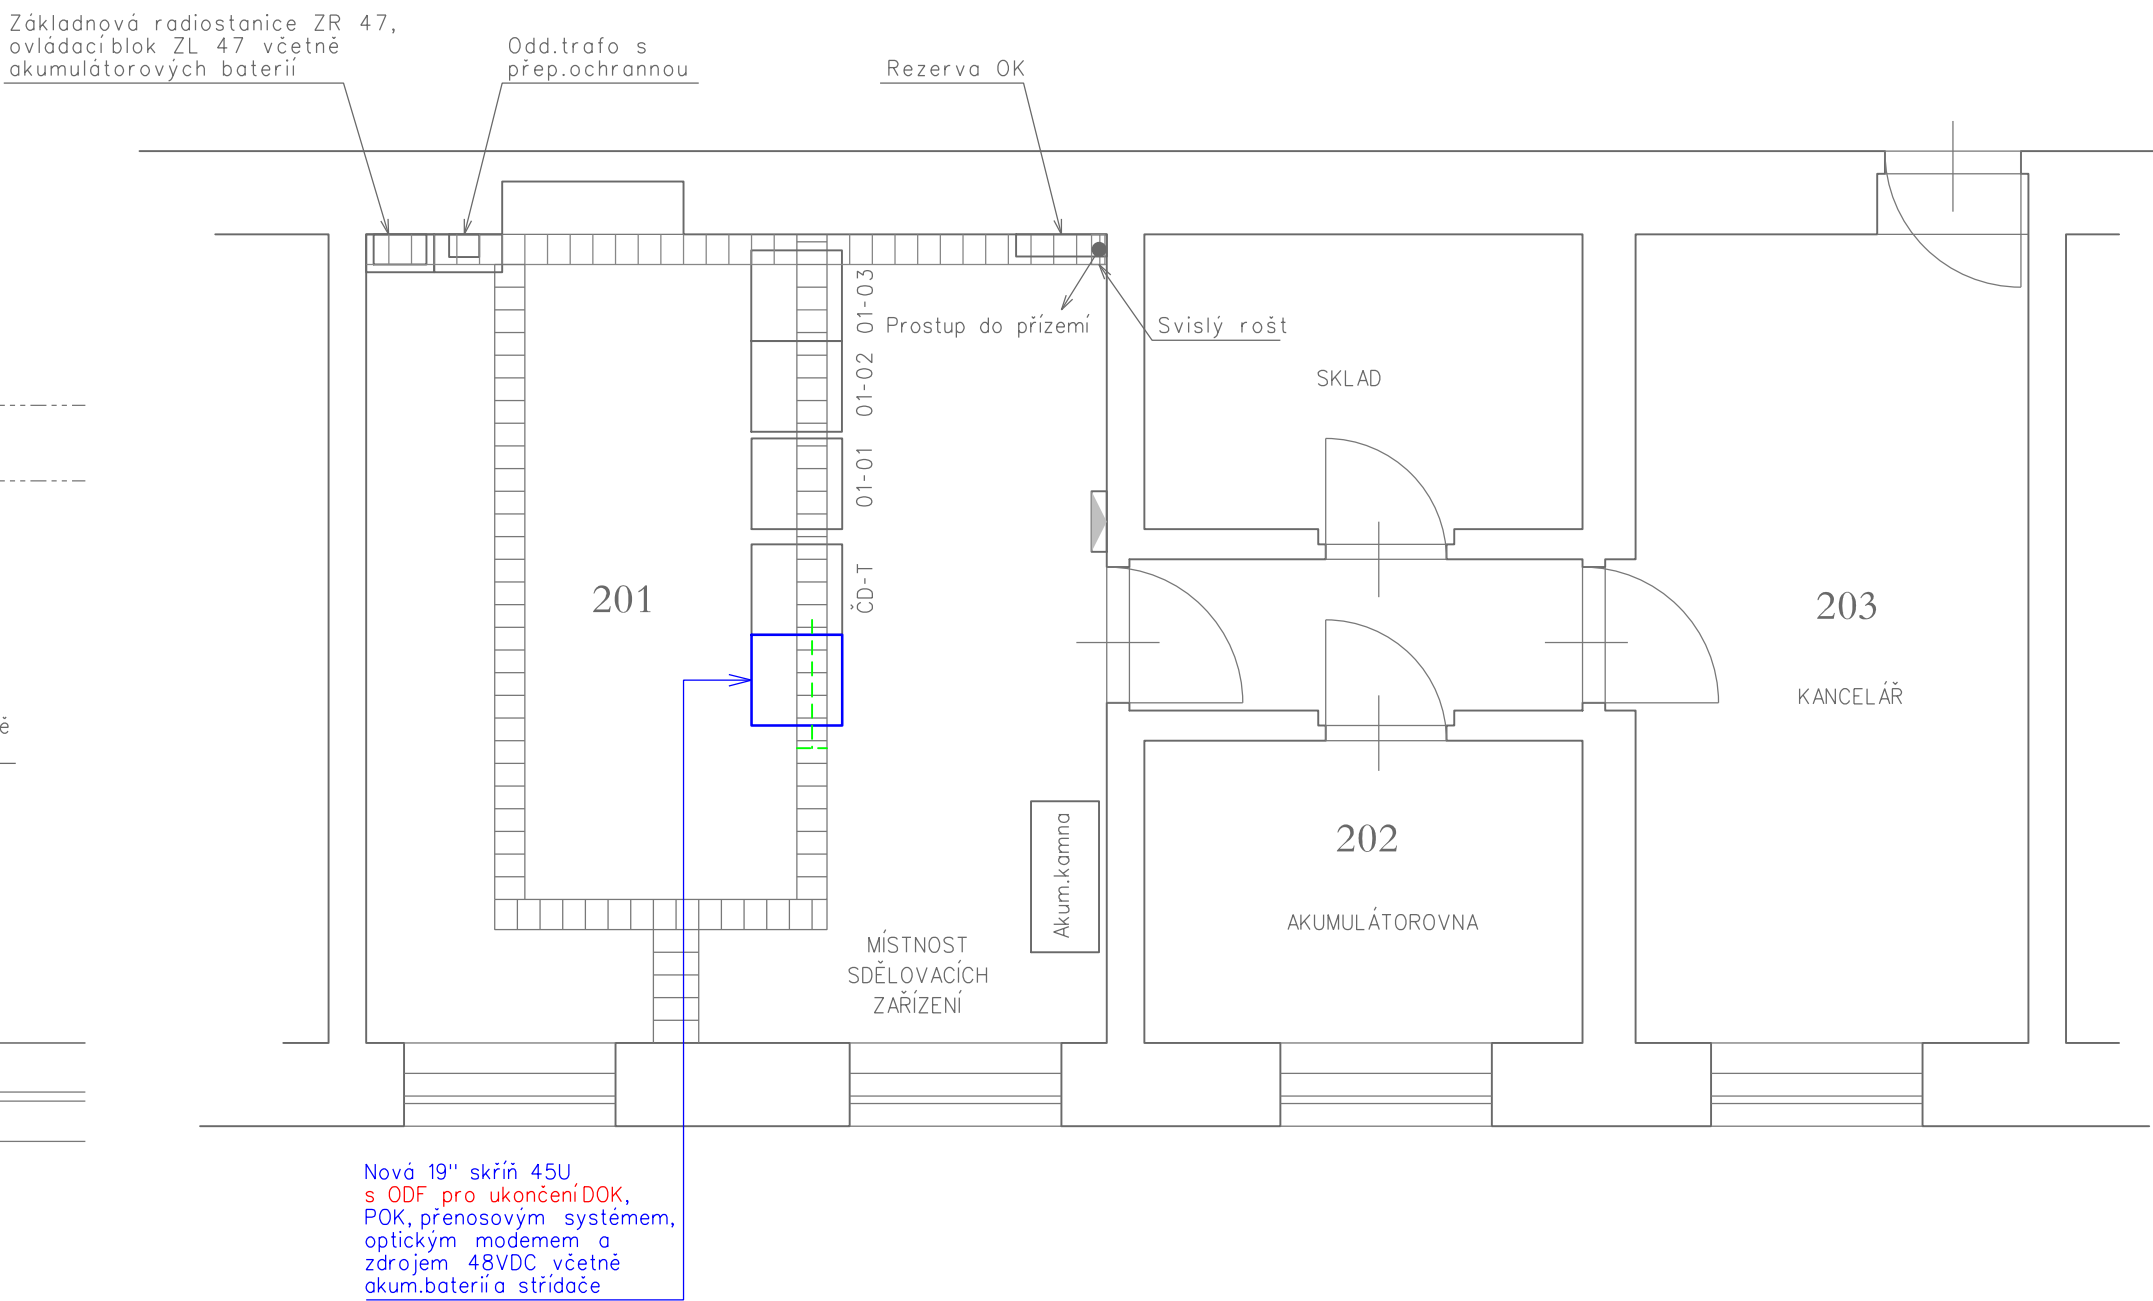 Základnová radiostanice ZR 47,
ovládací blok ZL 47 včetně
akumulátorových baterií
Odd.trafo s
přep.ochrannou
Rezerva OK
01-03
Prostup do přízemí
Svislý rošt
01-02
SKLAD
01-01
ČD-T
201
203
KANCELÁŘ
ě
202
Akum.kamna
AKUMULÁTOROVNA
MÍSTNOST
SDĚLOVACÍCH
ZAŘÍZENÍ
Nová 19" skříň 45U
s ODF pro ukončení DOK,
POK, přenosovým systémem,
optickým modemem a
zdrojem 48VDC včetně
akum.baterií a střídače